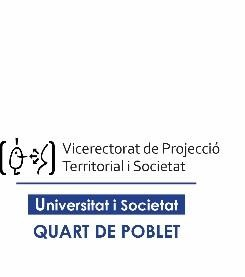 Vicerectorat de Projecció
Territorial i Societat
Universitat i Societat
QUART DE POBLET